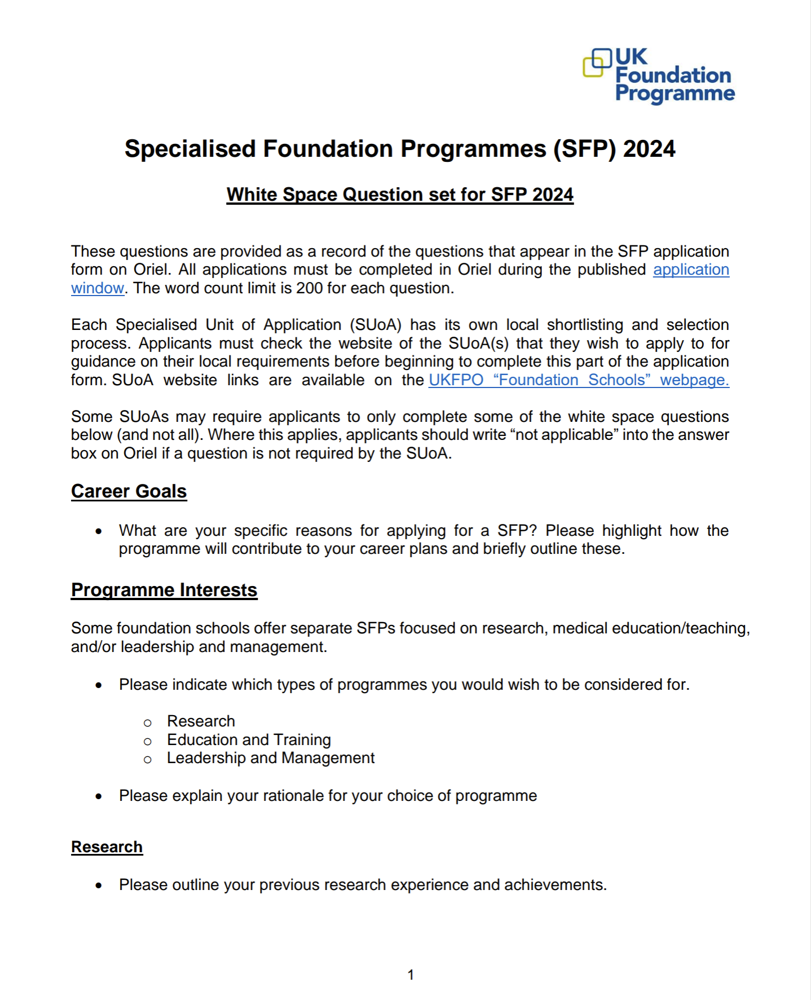 UK
Foundation
Programme
Specialised Foundation Programmes (SFP) 2024
White Space Question set for SFP 2024
These questions are provided as a record of the questions that appear in the SFP application
form on Oriel. All applications must be completed in Oriel during the published application
window. The word count limit is 200 for each question.
Each Specialised Unit of Application (SUoA) has its own local shortlisting and selection
process. Applicants must check the website of the SUoA(s) that they wish to apply to for
guidance on their local requirements before beginning to complete this part of the application
form. SUoA website links are available on the UKFPO “Foundation Schools” webpage.
Some SUoAs may require applicants to only complete some of the white space questions
below (and not all). Where this applies, applicants should write “not applicable” into the answer
box on Oriel if a question is not required by the SUoA.
Career Goals
• What are your specific reasons for applying for a SFP? Please highlight how the
programme will contribute to your career plans and briefly outline these.
Programme Interests
Some foundation schools offer separate SFPs focused on research, medical education/teaching,
and/or leadership and management.
• Please indicate which types of programmes you would wish to be considered for.
o Research
o Education and Training
o Leadership and Management
• Please explain your rationale for your choice of programme
Research
• Please outline your previous research experience and achievements.
1